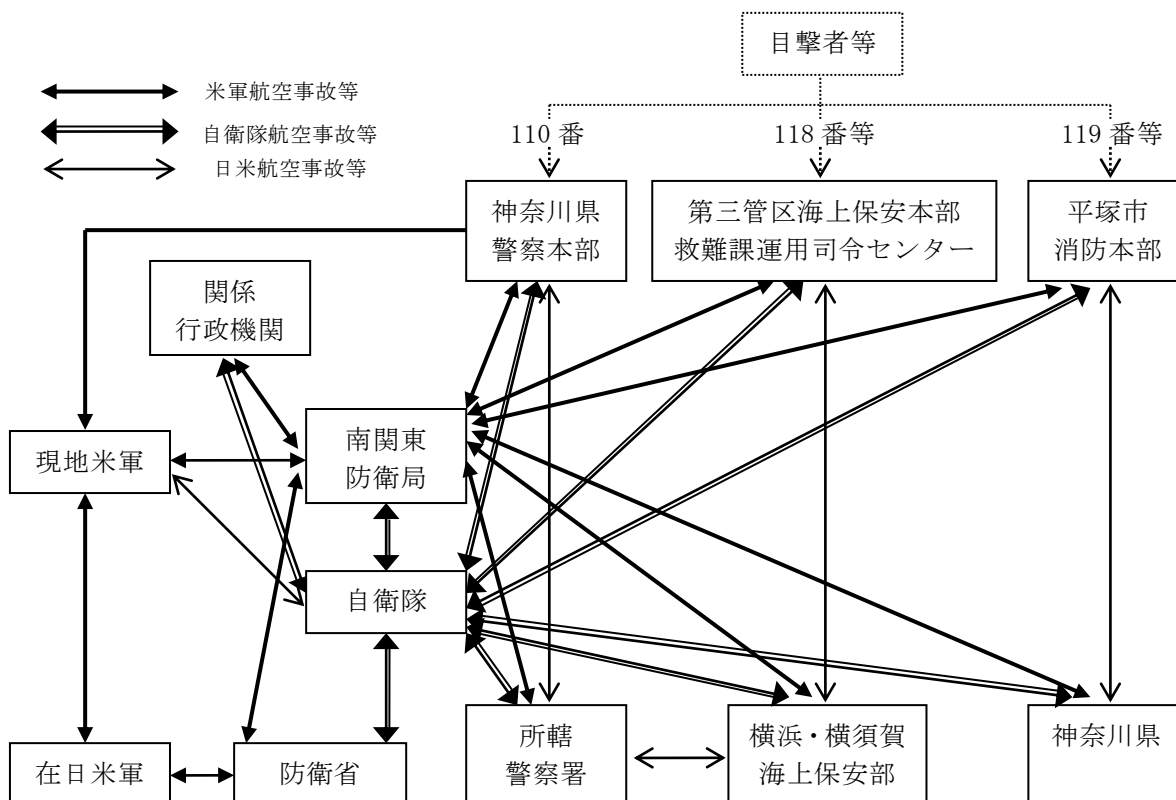 目撃者等
米軍航空事故等
自衛隊航空事故等
日米航空事故等
110 番
118 番等
119 番等
神奈川県
警察本部
第三管区海上保安本部
救難課運用司令センター
平塚市
消防本部
関係
行政機関
現地米軍
南関東
防衛局
自衛隊
在日米軍
防衛省
所轄
警察署
横浜・横須賀
海上保安部
神奈川県